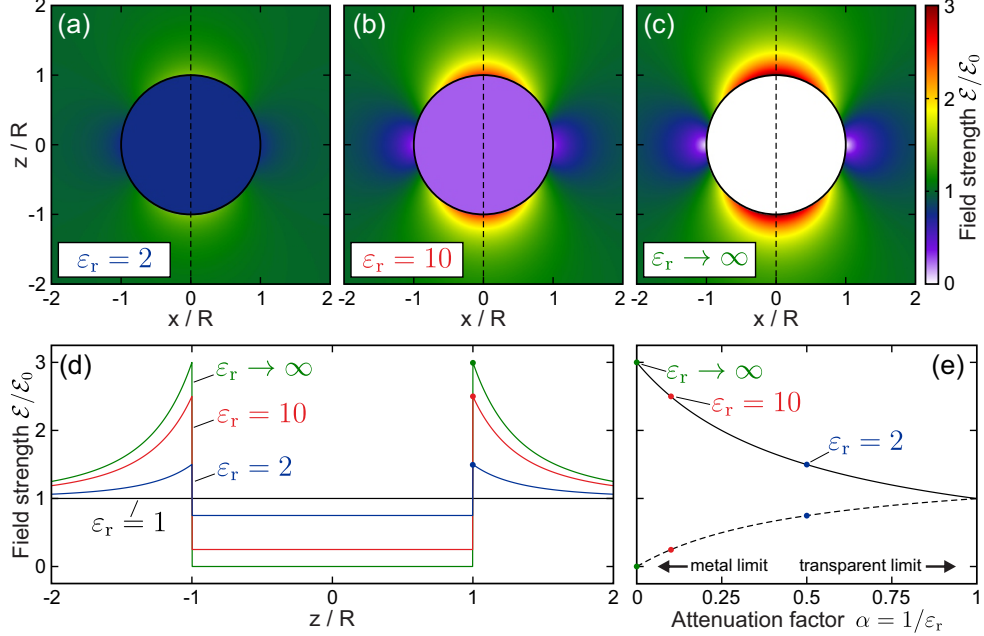 (a)
(b)
(c)
z / R
2
1
0
-1
-2
εr = 2
εr = 10
εr → ∞
-2 -1 0 1 2
-2 -1 0 1 2
-2 -1 0 1 2
x / R
x / R
x / R
3
2
1
0
Field strength ℰ/ℰ0
(d)
Field strength ℰ/ℰ0
3
2
1
0
εr → ∞
εr = 10
εr = 2
εr = 1
-2 -1 0 1 2
z / R
(e)
εr → ∞
εr = 10
εr = 2
metal limit
transparent limit
0 0.25 0.5 0.75 1
Attenuation factor α = 1/εr